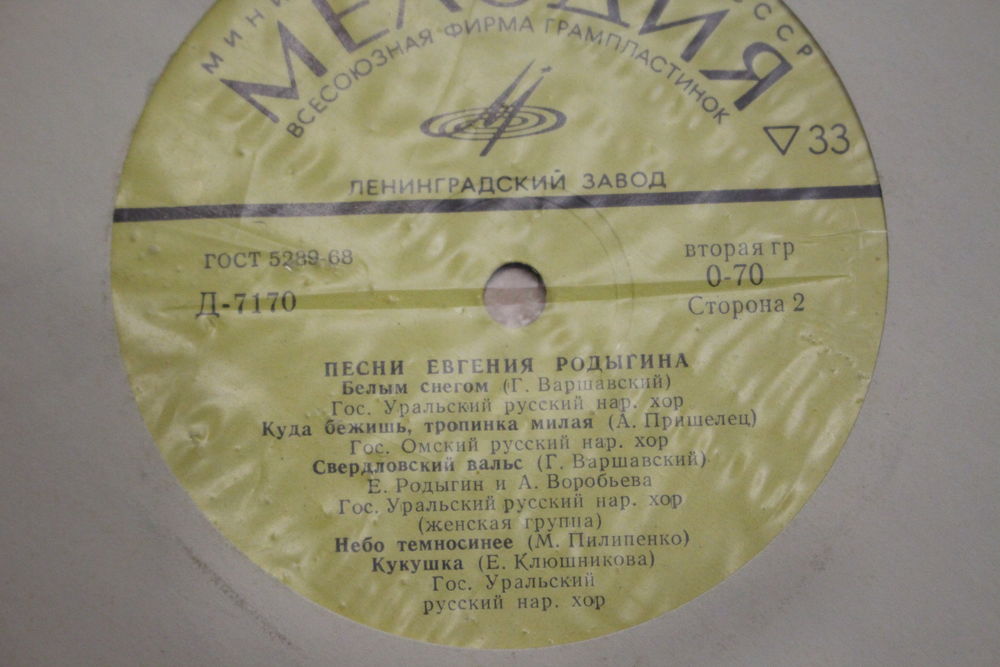 СССР
МЕЛОДИЯ
ВСЕСОЮЗНАЯ ФИРМА ГРАМПЛАСТИНОК
▽33
ЛЕНИНГРАДСКИЙ ЗАВОД
ГОСТ 5289-68
вторая гр
Д-7170
0-70
Сторона 2
ПЕСНИ ЕВГЕНИЯ РОДЫГИНА
Белым снегом (Г. Варшавский)
Гос. Уральский русский нар. хор
Куда бежишь, тропинка милая (А. Пришелец)
Гос. Омский русский нар. хор
Свердловский вальс (Г. Варшавский)
Е. Родыгин и А. Воробьева
Гос. Уральский русский нар. хор
(женская группа)
Небо темносинее (М. Пилипенко)
Кукушка (Е. Клюшникова)
Гос. Уральский
русский нар. хор